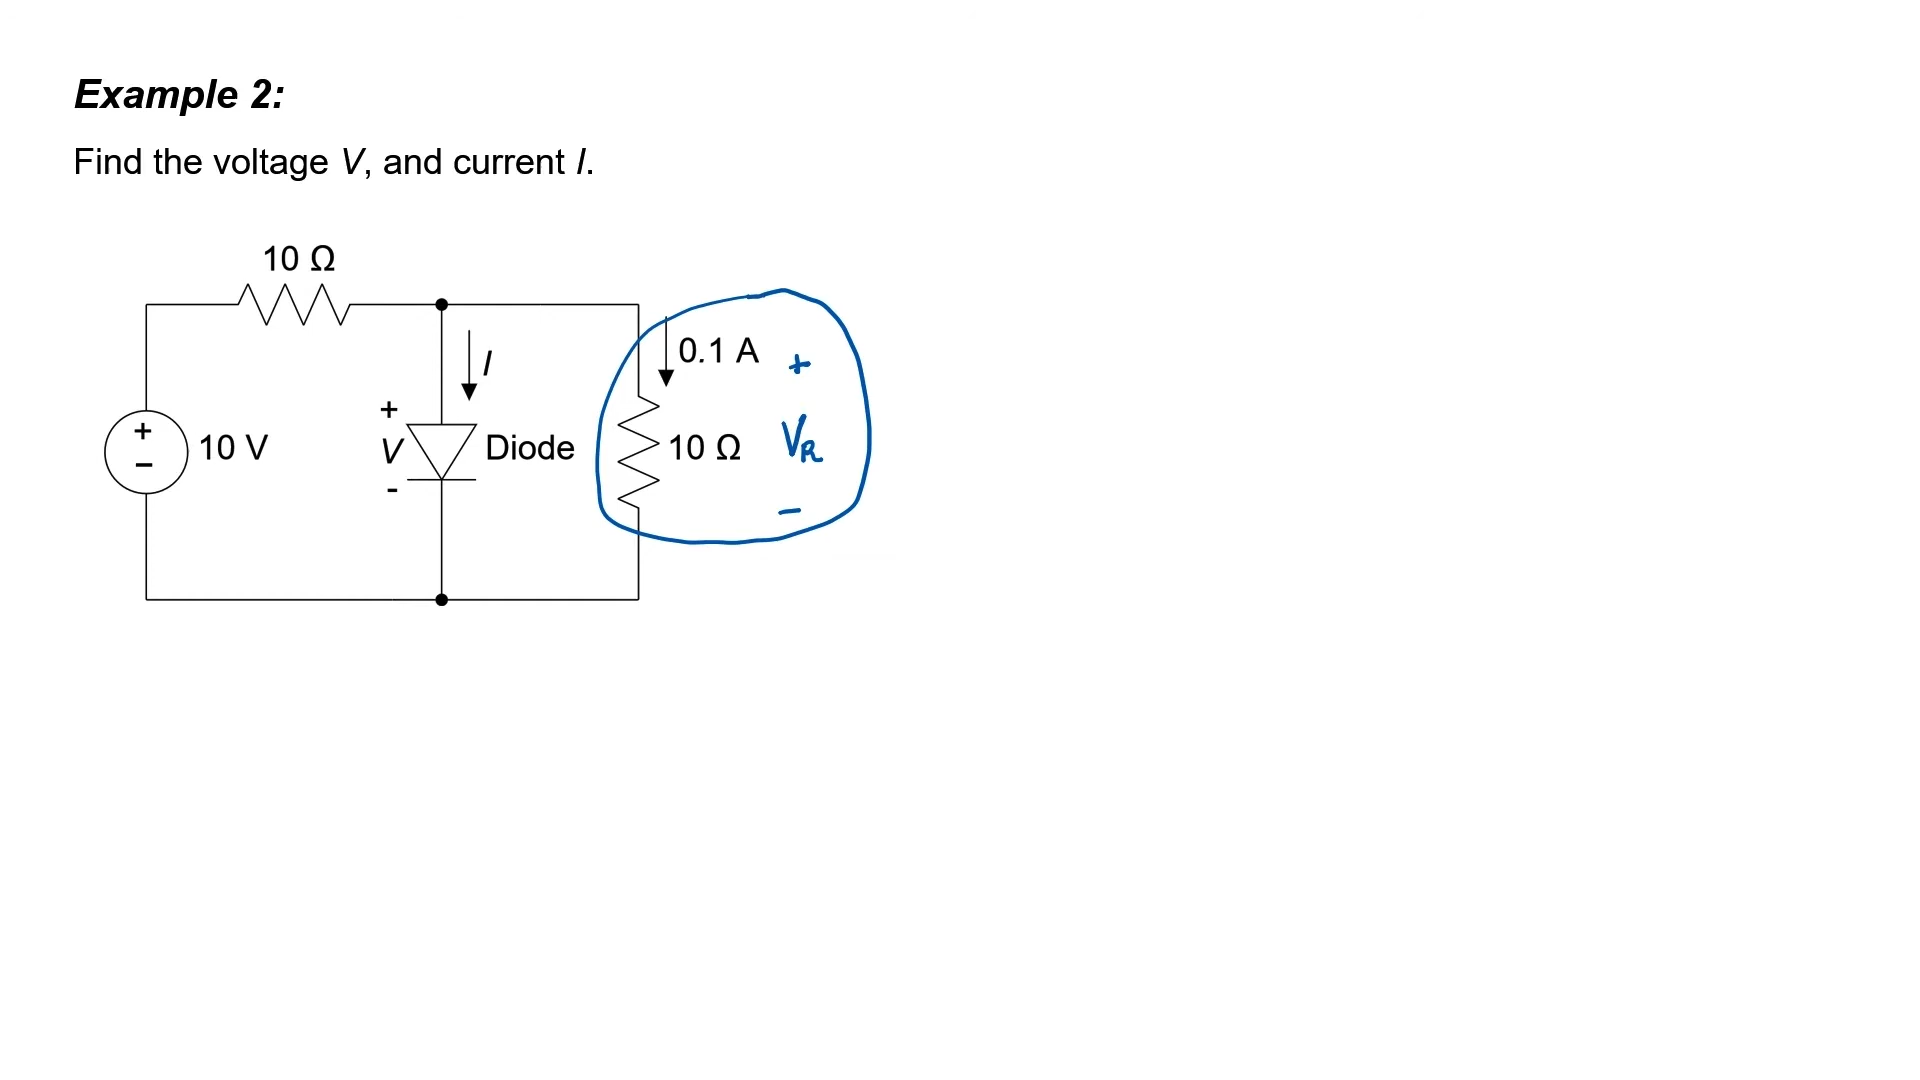 Example 2:
Find the voltage V, and current I.
10 Ω
I
0.1 A
+
+
+
10 V
V
Diode
10 Ω
VR
−
-
−